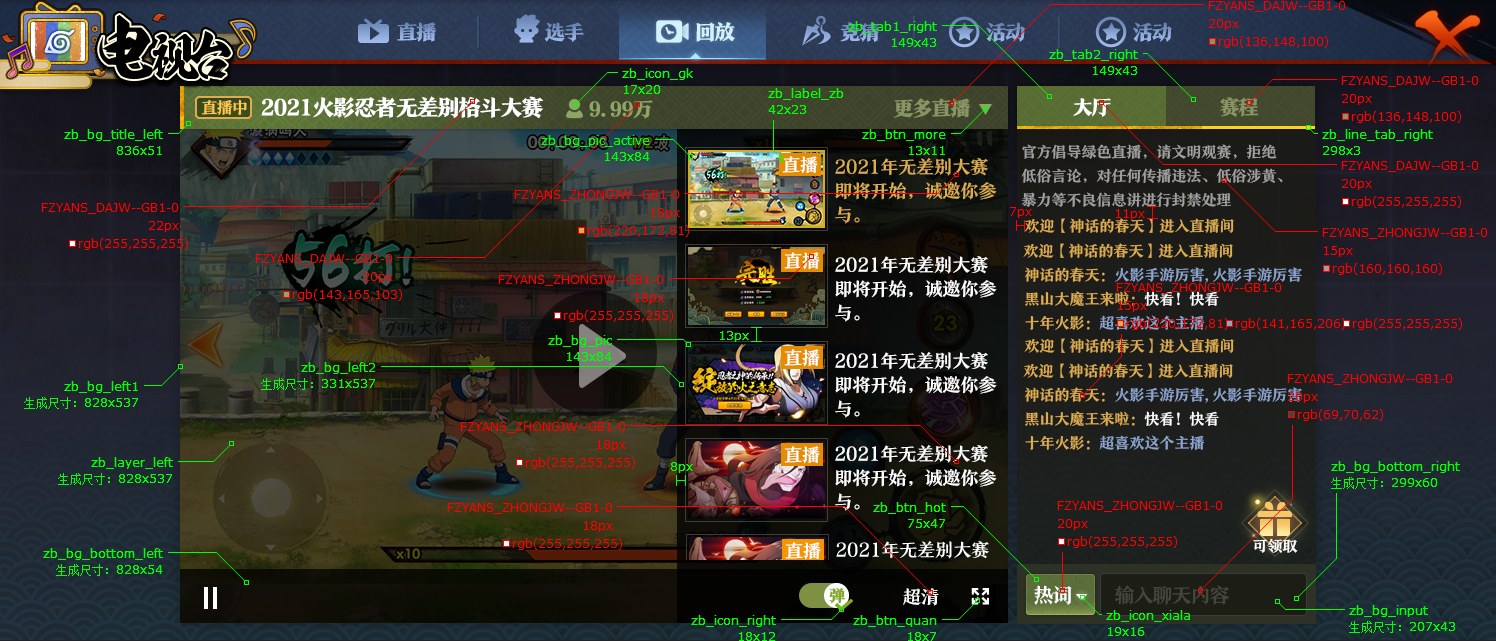 电视台
直播
选手
回放
竞猜
活动
活动
FZYANS_DAJW--GB1-0
20px
rgb(136,148,100)
zb_tab1_right
149x43
zb_tab2_right
149x43
zb_icon_gk
17x20
zb_label_zb
42x23
直播中
2021火影忍者无差别格斗大赛
9.99万
更多直播
大厅
赛程
FZYANS_DAJW--GB1-0
20px
rgb(136,148,100)
zb_bg_title_left
836x51
zb_bg_pic_active
143x84
zb_btn_more
13x11
zb_line_tab_right
298x3
直播
2021年无差别大赛
即将开始，诚邀你参
与。
官方倡导绿色直播，请文明观赛，拒绝
低俗言论，对任何传播违法、低俗涉黄、
暴力等不良信息讲进行封禁处理
FZYANS_DAJW--GB1-0
20px
rgb(255,255,255)
FZYANS_DAJW--GB1-0
22px
rgb(255,255,255)
FZYANS_ZHONGJW--GB1-0
18px
rgb(220,172,81)
7px
11px
欢迎【神话的春天】进入直播间
欢迎【神话的春天】进入直播间
神话的春天：火影手游厉害,火影手游厉害
黑山大魔王来啦：快看！快看
十年火影：超喜欢这个主播
欢迎【神话的春天】进入直播间
欢迎【神话的春天】进入直播间
神话的春天：火影手游厉害,火影手游厉害
黑山大魔王来啦：快看！快看
十年火影：超喜欢这个主播
FZYANS_ZHONGJW--GB1-0
15px
rgb(160,160,160)
FZYANS_DAJW--GB1-0
20px
rgb(143,165,103)
56打!
FZYANS_ZHONGJW--GB1-0
18px
rgb(255,255,255)
直播
完胜
2021年无差别大赛
即将开始，诚邀你参
与。
23
FZYANS_ZHONGJW--GB1-0
15px
rgb(141,165,206)
rgb(255,255,255)
13px
zb_bg_pic
143x84
直播
2021年无差别大赛
即将开始，诚邀你参
与。
zb_bg_left2
生成尺寸：331x537
zb_bg_left1
生成尺寸：828x537
FZYANS_ZHONGJW--GB1-0
rgb(69,70,62)
FZYANS_ZHONGJW--GB1-0
18px
rgb(255,255,255)
直播
2021年无差别大赛
即将开始，诚邀你参
与。
8px
zb_layer_left
生成尺寸：828x537
zb_bg_bottom_right
生成尺寸：299x60
FZYANS_ZHONGJW--GB1-0
18px
rgb(255,255,255)
zb_btn_hot
75x47
FZYANS_ZHONGJW--GB1-0
20px
rgb(255,255,255)
可领取
zb_bg_bottom_left
生成尺寸：828x54
x10
直播
2021年无差别大赛
弹
超清
热词
输入聊天内容
zb_icon_right
18x12
zb_btn_quan
18x7
zb_icon_xiala
19x16
zb_bg_input
生成尺寸：207x43